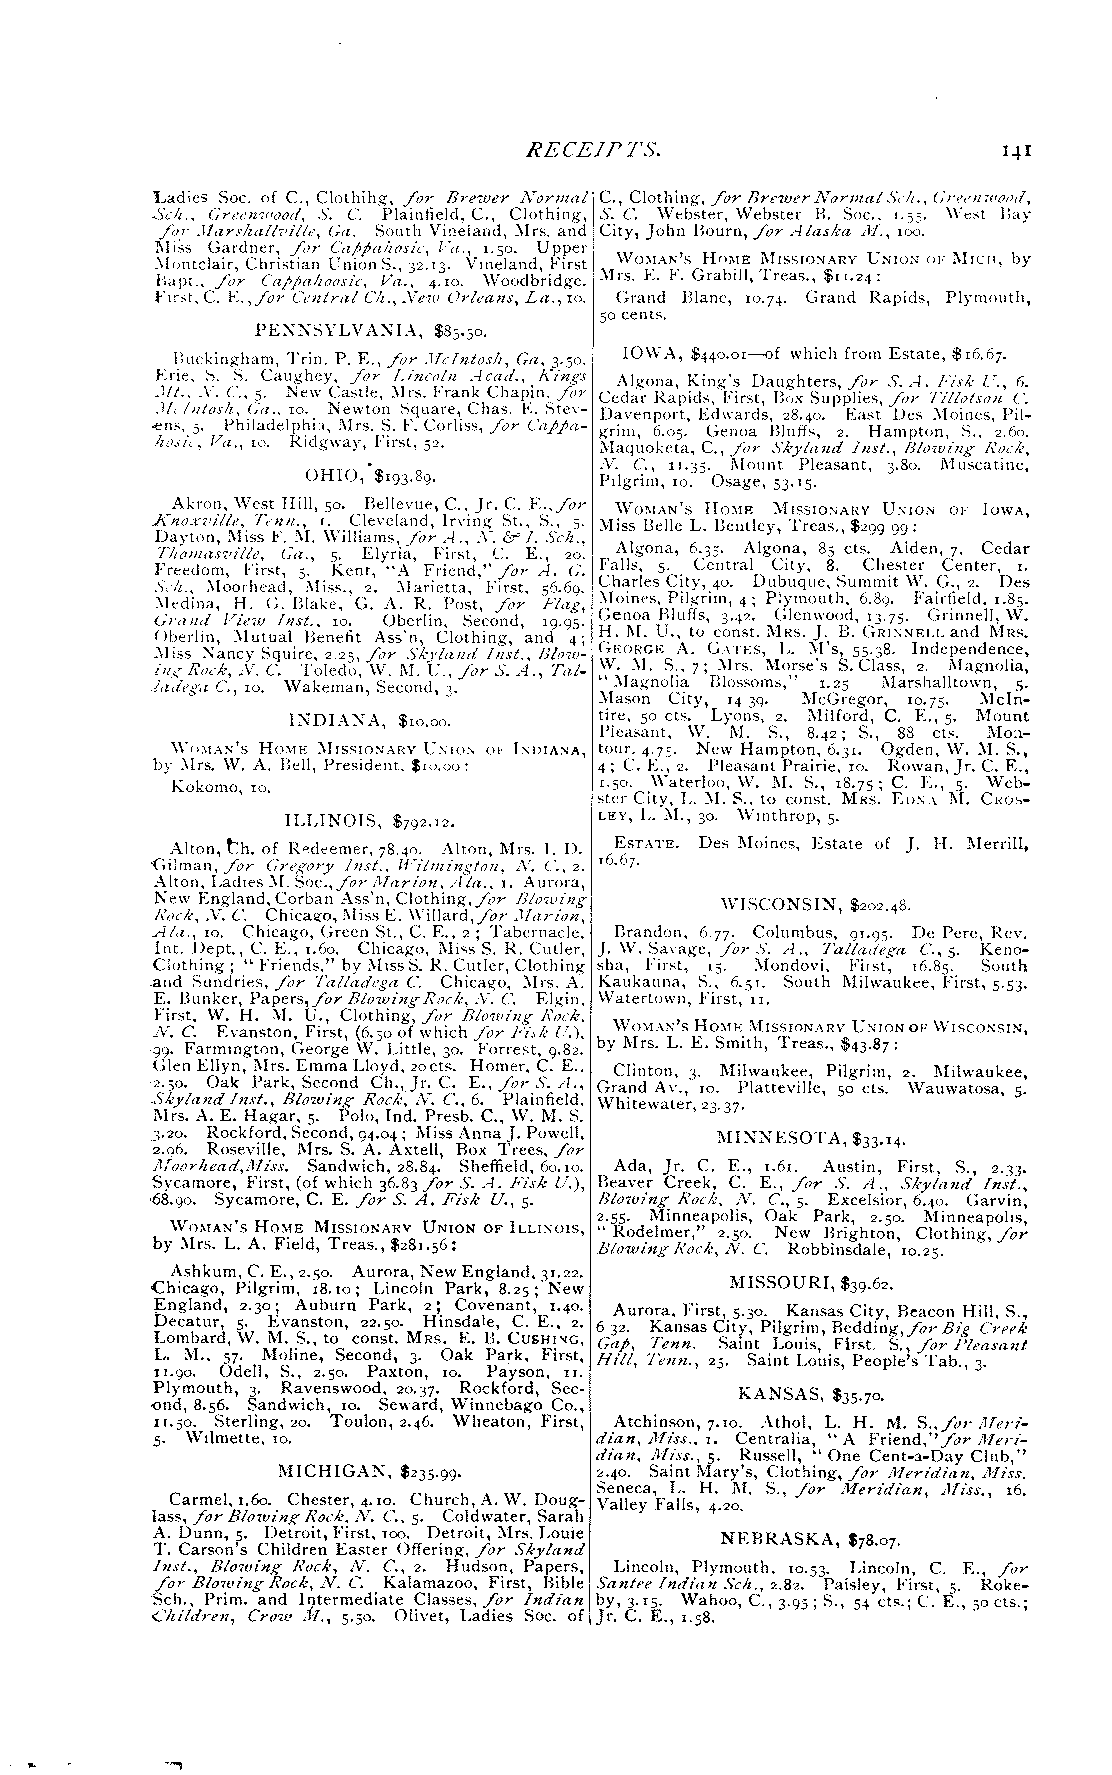 RECEIPTS.
141
Ladies Soc. of C., Clothihg, for Brewer Normal
Sch., Greenwood, S. C. Plainfield, C., Clothing,
for Marshallville, Ga. South Vineland, Mrs. and
Miss Gardner, for Cappahosic, Va., 1.50. Upper
Montclair, Christian Union S., 32.13. Vineland, First
Bapt., for Cappahoosic, Va., 4.10. Woodbridge.
First, C. E., for Central Ch., New Orleans, La., 10.
PENNSYLVANIA, $85.50.
Buckingham, Trin. P. E., for McIntosh, Ga, 3.50.
Erie, S. S. Caughey, for Lincoln Acad., Kings
Mt., N. C., 5. New Castle, Mrs. Frank Chapin, for
M. Intosh, Ga., 10. Newton Square, Chas. E. Stev-
ens, 5. Philadelphia, Mrs. S. F. Corliss, for Cappa-
hosic, Va., 10. Ridgway, First, 52.
OHIO, $193.89.
Akron, West Hill, 50. Bellevue, C., Jr. C. E., for
Knoxville, Tenn., 1. Cleveland, Irving St., S., 5.
Dayton, Miss F. M. Williams, for A., N. & I. Sch.,
Thomasville, Ga., 5. Elyria, First, C. E., 20.
Freedom, First, 5. Kent, "A Friend," for A. G.
Sch., Moorhead, Miss., 2. Marietta, First, 56.69.
Medina, H. G. Blake, G. A. R. Post, for Flag,
Grand View Inst., 10. Oberlin, Second, 19.95.
Oberlin, Mutual Benefit Ass'n, Clothing, and 4;
Miss Nancy Squire, 2.25, for Skyland Inst., Blow-
ing Rock, N. C. Toledo, W. M. U., for S. A., Tal-
ladega C., 10. Wakeman, Second, 3.
INDIANA, $10.00.
WOMAN'S HOME MISSIONARY UNION OF INDIANA,
by Mrs. W. A. Bell, President, $10.00:
Kokomo, 10.
ILLINOIS, $792.12.
Alton, Ch. of Redeemer, 78.40. Alton, Mrs. I. D.
Gilman, for Gregory Inst., Wilmington, N. C., 2.
Alton, Ladies M. Soc., for Marion, Ala., 1. Aurora,
New England, Corban Ass'n, Clothing, for Blowing
Rock, N. C. Chicago, Miss E. Willard, for Marion,
Ala., 10. Chicago, Green St., C. E., 2; Tabernacle,
Int. Dept., C. E., 1.60. Chicago, Miss S. R. Cutler,
Clothing; "Friends," by Miss S. R. Cutler, Clothing
and Sundries, for Talladega C. Chicago, Mrs. A.
E. Bunker, Papers, for Blowing Rock, N. C. Elgin,
First, W. H. M. U., Clothing, for Blowing Rock,
N. C. Evanston, First, (6.50 of which for Fisk U.),
99. Farmington, George W. Little, 30. Forrest, 9.82.
Glen Ellyn, Mrs. Emma Lloyd, 20 cts. Homer, C. E.,
2.50. Oak Park, Second Ch., Jr. C. E., for S. A.,
Skyland Inst., Blowing Rock, N. C., 6. Plainfield,
Mrs. A. E. Hagar, 5. Polo, Ind. Presb. C., W. M. S.
3.20. Rockford, Second, 94.04; Miss Anna J. Powell,
2.06. Roseville, Mrs. S. A. Axtell, Box Trees, for
Moorhead, Miss. Sandwich, 28.84. Sheffield, 60.10.
Sycamore, First, (of which 36.83 for S. A. Fisk U.),
68.90. Sycamore, C. E. for S. A. Fisk U., 5.
WOMAN'S HOME MISSIONARY UNION OF ILLINOIS,
by Mrs. L. A. Field, Treas., $281.56:
Ashkum, C. E., 2.50. Aurora, New England, 31.22.
Chicago, Pilgrim, 18.10; Lincoln Park, 8.25; New
England, 2.30; Auburn Park, 2; Covenant, 1.40.
Decatur, 5. Evanston, 22.50. Hinsdale, C. E., 2.
Lombard, W. M. S., to const. MRS. E. B. CUSHING,
L. M., 57. Moline, Second, 3. Oak Park, First,
11.90. Odell, S., 2.50. Paxton, 10. Payson, 11.
Plymouth, 3. Ravenswood, 20.37. Rockford, Sec-
ond, 8.56. Sandwich, 10. Seward, Winnebago Co.,
11.50. Sterling, 20. Toulon, 2.46. Wheaton, First,
5. Wilmette, 10.
MICHIGAN, $235.99.
Carmel, 1.60. Chester, 4.10. Church, A. W. Doug-
lass, for Blowing Rock, N. C., 5. Coldwater, Sarah
A. Dunn, 5. Detroit, First, 100. Detroit, Mrs. Louie
T. Carson's Children Easter Offering, for Skyland
Inst., Blowing Rock, N. C., 2. Hudson, Papers,
for Blowing Rock, N. C. Kalamazoo, First, Bible
Sch., Prim. and Intermediate Classes, for Indian
Children, Crow M., 5.30. Olivet, Ladies Soc. of
C., Clothing, for Brewer Normal Sch., Greenwood,
S. C. Webster, Webster B. Soc., 1.55. West Bay
City, John Bourn, for Alaska M., 100.
WOMAN'S HOME MISSIONARY UNION OF MICH, by
Mrs. E. F. Grabill, Treas., $11.24:
Grand Blanc, 10.74. Grand Rapids, Plymouth,
50 cents.
IOWA, $440.01—of which from Estate, $16.67.
Algona, King's Daughters, for S. A. Fisk U., 6.
Cedar Rapids, First, Box Supplies, for Tillotson C.
Davenport, Edwards, 28.40. East Des Moines, Pil-
grim, 6.05. Genoa Bluffs, 2. Hampton, S., 2.60.
Maquoketa, C., for Skyland Inst., Blowing Rock,
N. C., 11.35. Mount Pleasant, 3.80. Muscatine,
Pilgrim, 10. Osage, 53.15.
WOMAN'S HOME MISSIONARY UNION OF IOWA,
Miss Belle L. Bentley, Treas., $299 99:
Algona, 6.35. Algona, 85 cts. Alden, 7. Cedar
Falls, 5. Central City, 8. Chester Center, 1.
Charles City, 40. Dubuque, Summit W. G., 2. Des
Moines, Pilgrim, 4; Plymouth, 6.89. Fairfield, 1.85.
Genoa Bluffs, 3.42. Glenwood, 13.75. Grinnell, W.
H. M. U., to const. MRS. J. B. GRINNELL and MRS.
GEORGE A. GATES, L. M's, 55.38. Independence,
W. M. S., 7; Mrs. Morse's S. Class, 2. Magnolia,
"Magnolia Blossoms," 1.25 Marshalltown, 5.
Mason City, 14 39. McGregor, 10.75. McIn-
tire, 50 cts. Lyons, 2. Milford, C. E., 5. Mount
Pleasant, W. M. S., 8.42; S., 88 cts. Mon-
tour, 4.75. New Hampton, 6.31. Ogden, W. M. S.,
4; C. E., 2. Pleasant Prairie, 10. Rowan, Jr. C. E.,
1.50. Waterloo, W. M. S., 18.75; C. E., 5. Web-
ster City, L. M. S., to const. MRS. EDNA M. CROS-
LEY, L. M., 30. Winthrop, 5.
ESTATE. Des Moines, Estate of J. H. Merrill,
16.67.
WISCONSIN, $202.48.
Brandon, 6.77. Columbus, 91.95. De Pere, Rev.
J. W. Savage, for S. A., Talladega C., 5. Keno-
sha, First, 15. Mondovi, First, 16.85. South
Kaukauna, S., 6.51. South Milwaukee, First, 5.53.
Watertown, First, 11.
WOMAN'S HOME MISSIONARY UNION OF WISCONSIN,
by Mrs. L. E. Smith, Treas., $43.87:
Clinton, 3. Milwaukee, Pilgrim, 2. Milwaukee,
Grand Av., 10. Platteville, 50 cts. Wauwatosa, 5.
Whitewater, 23.37.
MINNESOTA, $33.14.
Ada, Jr. C. E., 1.61. Austin, First, S., 2.33.
Beaver Creek, C. E., for S. A., Skyland Inst.,
Blowing Rock, N. C., 5. Excelsior, 6.40. Garvin,
2.55. Minneapolis, Oak Park, 2.50. Minneapolis,
"Rodelmer," 2.50. New Brighton, Clothing, for
Blowing Rock, N. C. Robbinsdale, 10.25.
MISSOURI, $39.62.
Aurora, First, 5.30. Kansas City, Beacon Hill, S.,
6 32. Kansas City, Pilgrim, Bedding, for Big Creek
Gap, Tenn. Saint Louis, First. S., for Pleasant
Hill, Tenn., 25. Saint Louis, People's Tab., 3.
KANSAS, $35.70.
Atchinson, 7.10. Athol, L. H. M. S., for Meri-
dian, Miss., 1. Centralia, "A Friend," for Meri-
dian, Miss., 5. Russell, "One Cent-a-Day Club,"
2.40. Saint Mary's, Clothing, for Meridian, Miss.
Seneca, L. H. M. S., for Meridian, Miss., 16.
Valley Falls, 4.20.
NEBRASKA, $78.07.
Lincoln, Plymouth, 10.53. Lincoln, C. E., for
Santee Indian Sch., 2.82. Paisley, First, 5. Roke-
by, 3.15. Wahoo, C., 3.95; S., 54 cts.; C. E., 50 cts.;
Jr. C. E., 1.58.